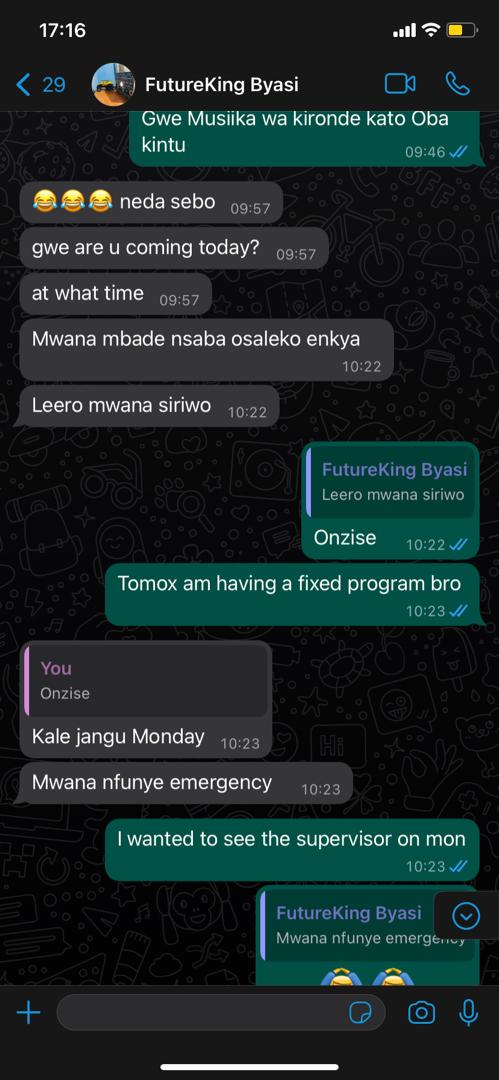 17:16
29
FutureKing Byasi
Gwe Musiika wa kironde kato Oba
kintu
09:46
😂😂😂 neda sebo
09:57
gwe are u coming today?
09:57
at what time
09:57
Mwana mbade nsaba osaleko enkya
10:22
Leero mwana siriwo
10:22
FutureKing Byasi
Leero mwana siriwo
Onzise
10:22
Tomox am having a fixed program bro
10:23
You
Onzise
Kale jangu Monday
10:23
Mwana nfunye emergency
10:23
I wanted to see the supervisor on mon
10:23
FutureKing Byasi
Mwana nfunye emergency